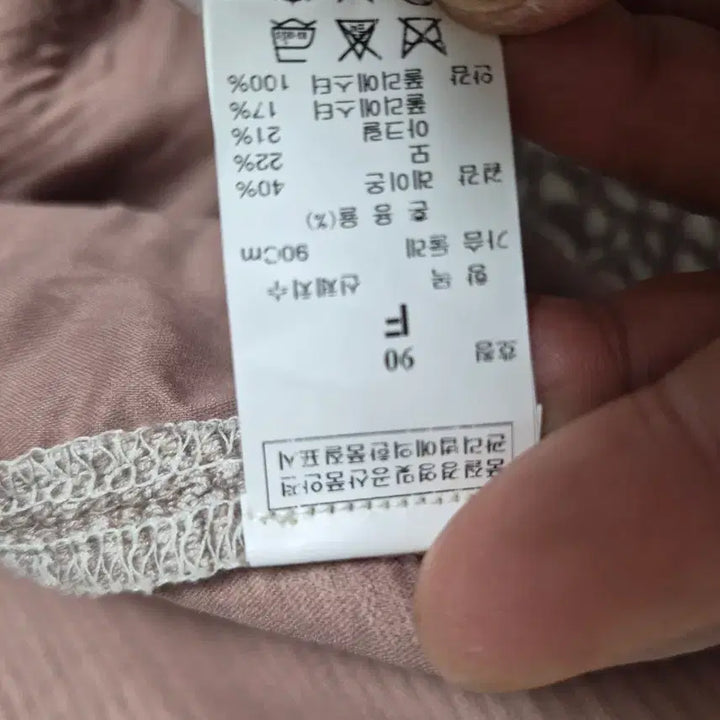 품질경영및공산품안전
관리법에의한품질표시
호칭 90
F
항 목 신체치수
가슴 둘레 90Cm
혼 용 율(%)
겉감 레이온 40%
모 22%
아크릴 21%
폴리에스터 17%
안감 폴리에스터 100%